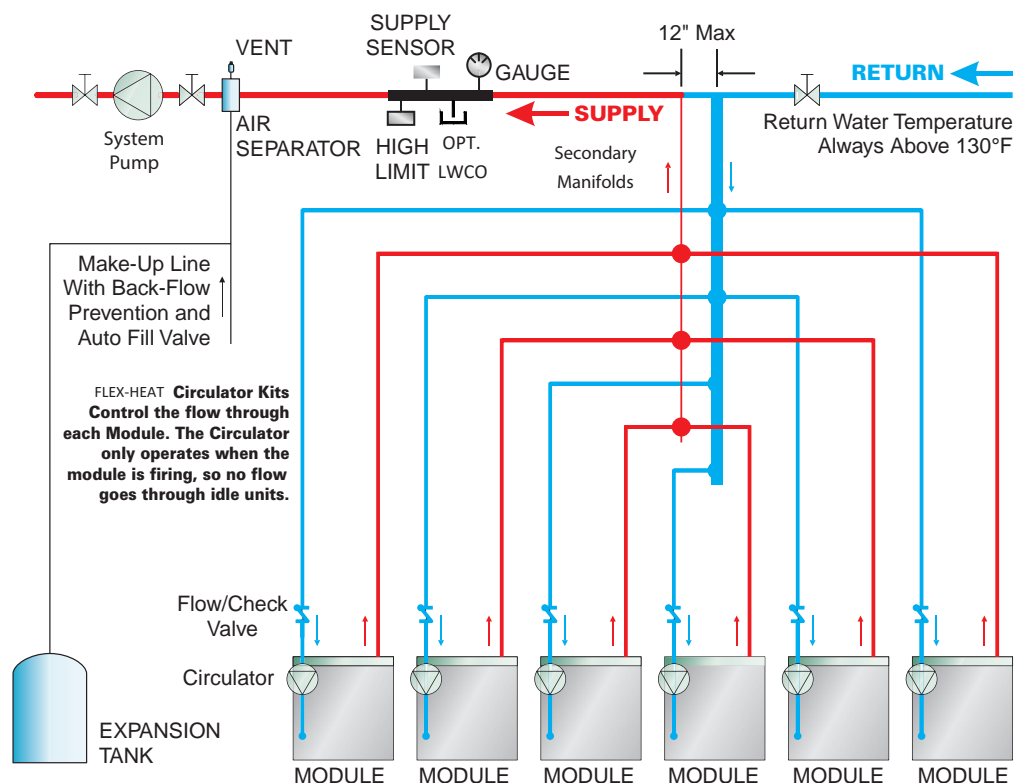 SUPPLY
SENSOR
12" Max
VENT
GAUGE
RETURN
SUPPLY
System
Pump
AIR
SEPARATOR
HIGH
LIMIT
OPT.
LWCO
Secondary
Manifolds
Return Water Temperature
Always Above 130°F
Make-Up Line
With Back-Flow
Prevention and
Auto Fill Valve
FLEX-HEAT Circulator Kits
Control the flow through
each Module. The Circulator
only operates when the
module is firing, so no flow
goes through idle units.
Flow/Check
Valve
Circulator
EXPANSION
TANK
MODULE
MODULE
MODULE
MODULE
MODULE
MODULE